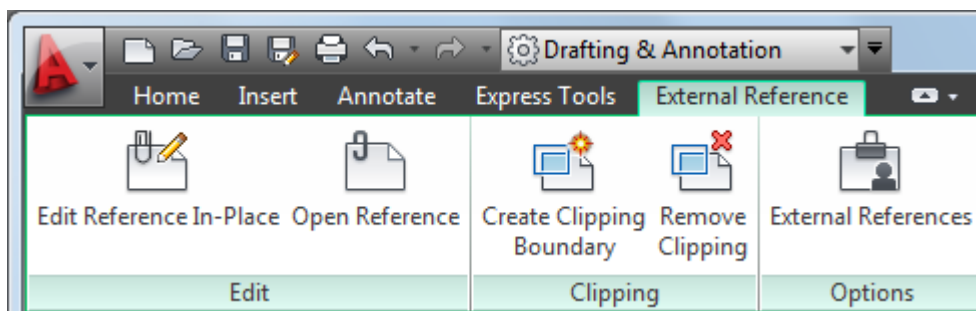 Drafting & Annotation
Home Insert Annotate Express Tools External Reference
Edit Reference In-Place Open Reference Create Clipping Boundary Remove Clipping External References
Edit Clipping Options